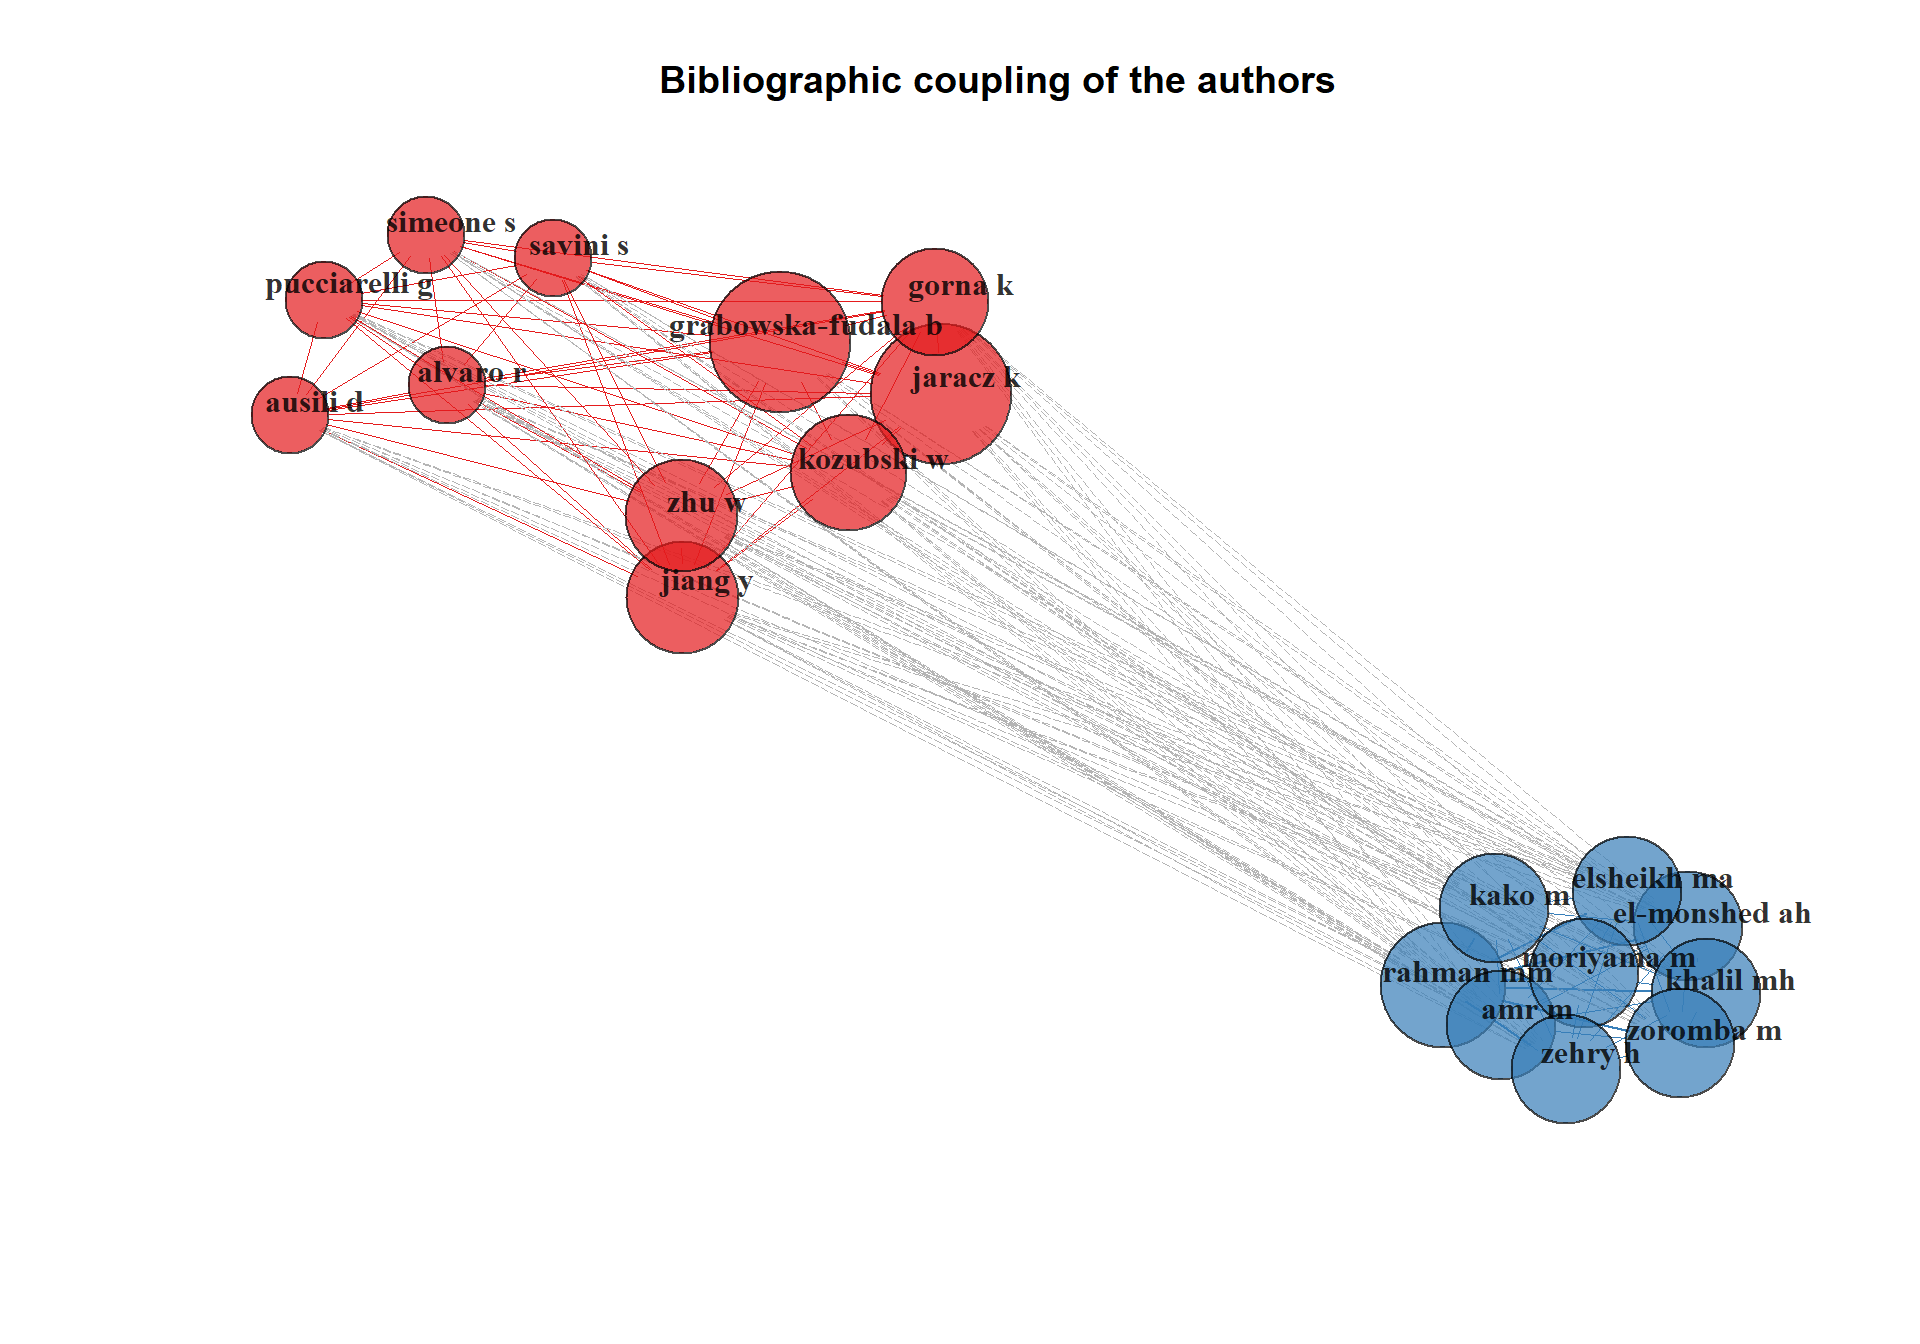 Bibliographic coupling of the authors
simeone s
savini s
pucciarelli g
gorna k
grabowska-fudala b
alvaro r
jaracz k
ausili d
kozubski w
zhu w
jiang y
elsheikh ma
kako m
el-monshed ah
moriyama m
rahman mm
khalil mh
amr m
zoromba m
zehry h